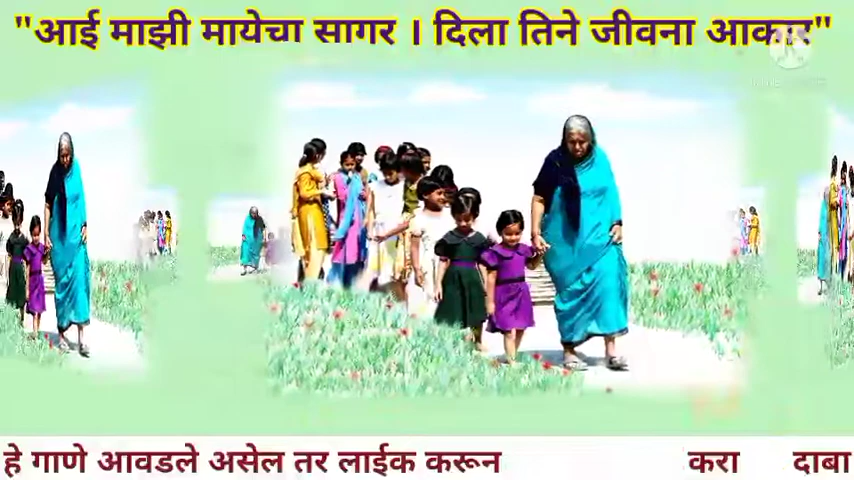 "आई माझी मायेचा सागर । दिला तिने जीवना आकार"
हे गाणे आवडले असेल तर लाईक करून करा दाबा